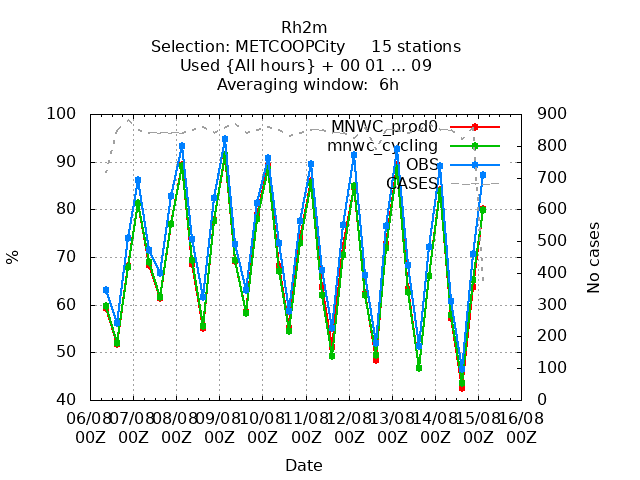 Rh2m
Selection: METCOOPCity     15 stations
Used {All hours} + 00 01 ... 09
Averaging window:  6h
100
90
80
70
60
50
40
%
900
800
700
600
500
400
300
200
100
0
No cases
MNWC_prod0
mnwc_cycling
OBS
CASES
06/08 07/08 08/08 09/08 10/08 11/08 12/08 13/08 14/08 15/08 16/08
00Z 00Z 00Z 00Z 00Z 00Z 00Z 00Z 00Z 00Z 00Z
Date